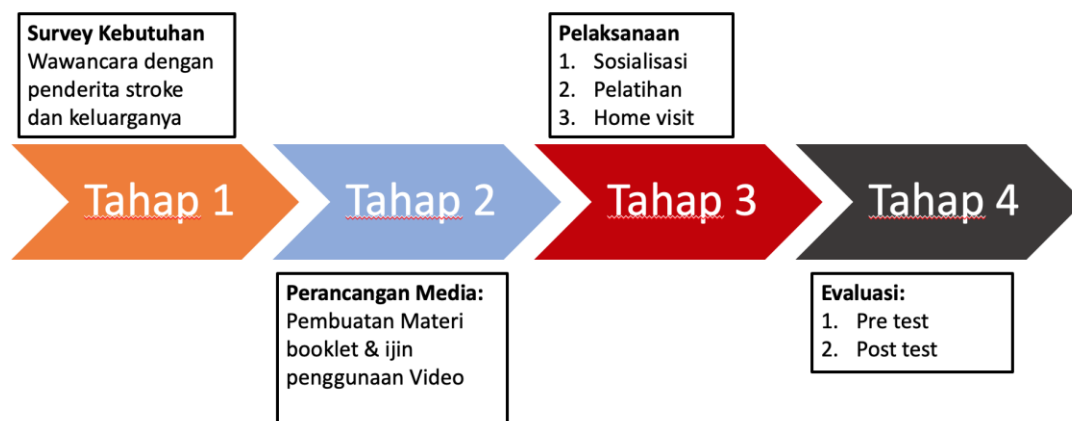 Survey Kebutuhan
Wawancara dengan
penderita stroke
dan keluarganya
Tahap 1
Perancangan Media:
Pembuatan Materi
booklet & ijin
penggunaan Video
Tahap 2
Pelaksanaan
1. Sosialisasi
2. Pelatihan
3. Home visit
Tahap 3
Tahap 4
Evaluasi:
1. Pre test
2. Post test